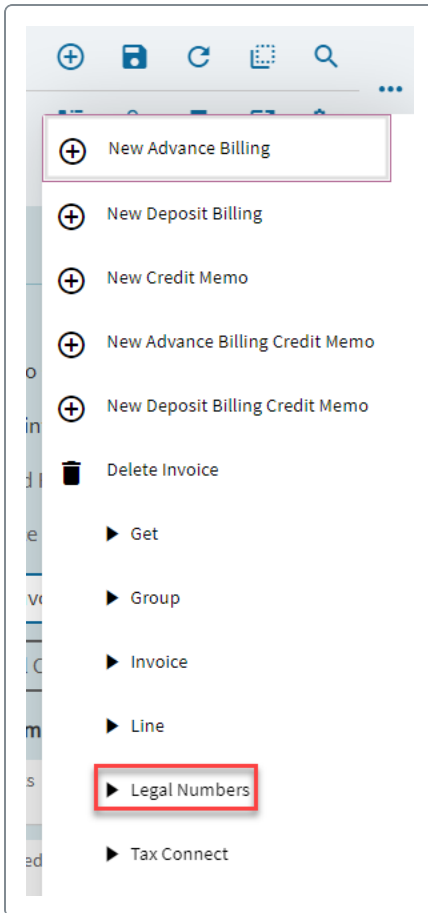 New Advance Billing
New Deposit Billing
New Credit Memo
New Advance Billing Credit Memo
New Deposit Billing Credit Memo
Delete Invoice
Get
Group
Invoice
Line
Legal Numbers
Tax Connect